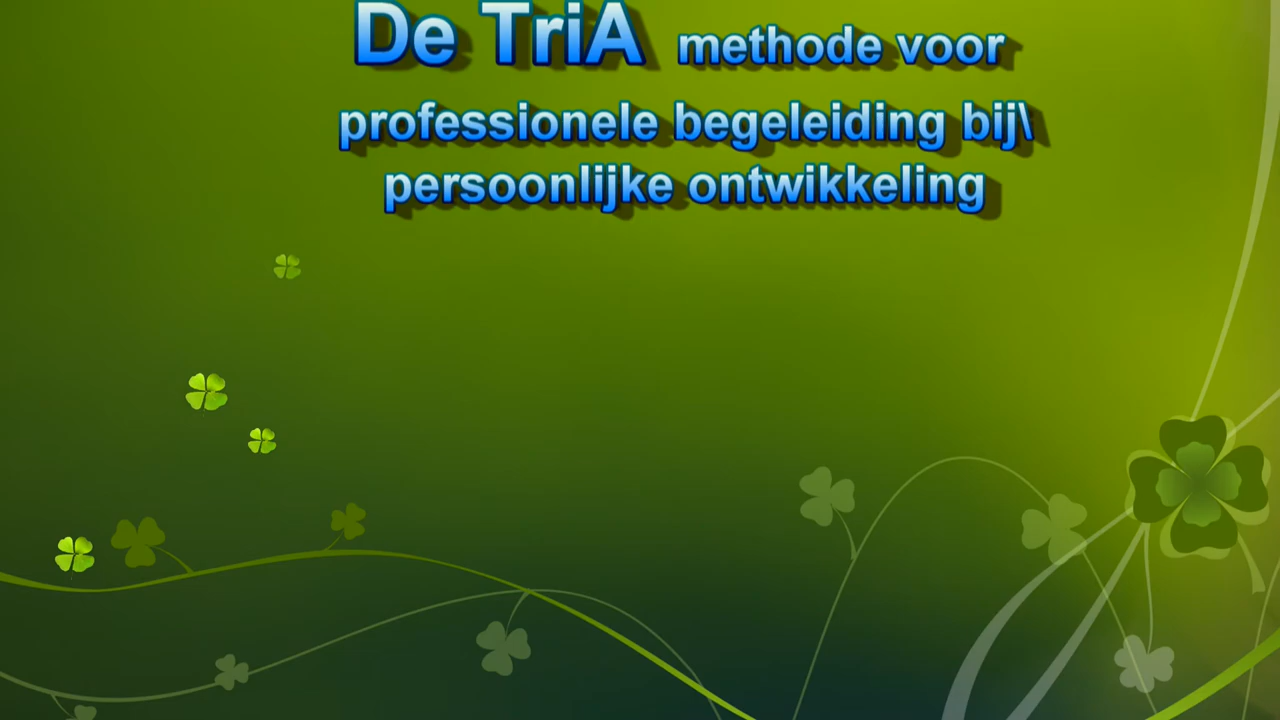 De TriA methode voor
professionele begeleiding bij\
persoonlijke ontwikkeling